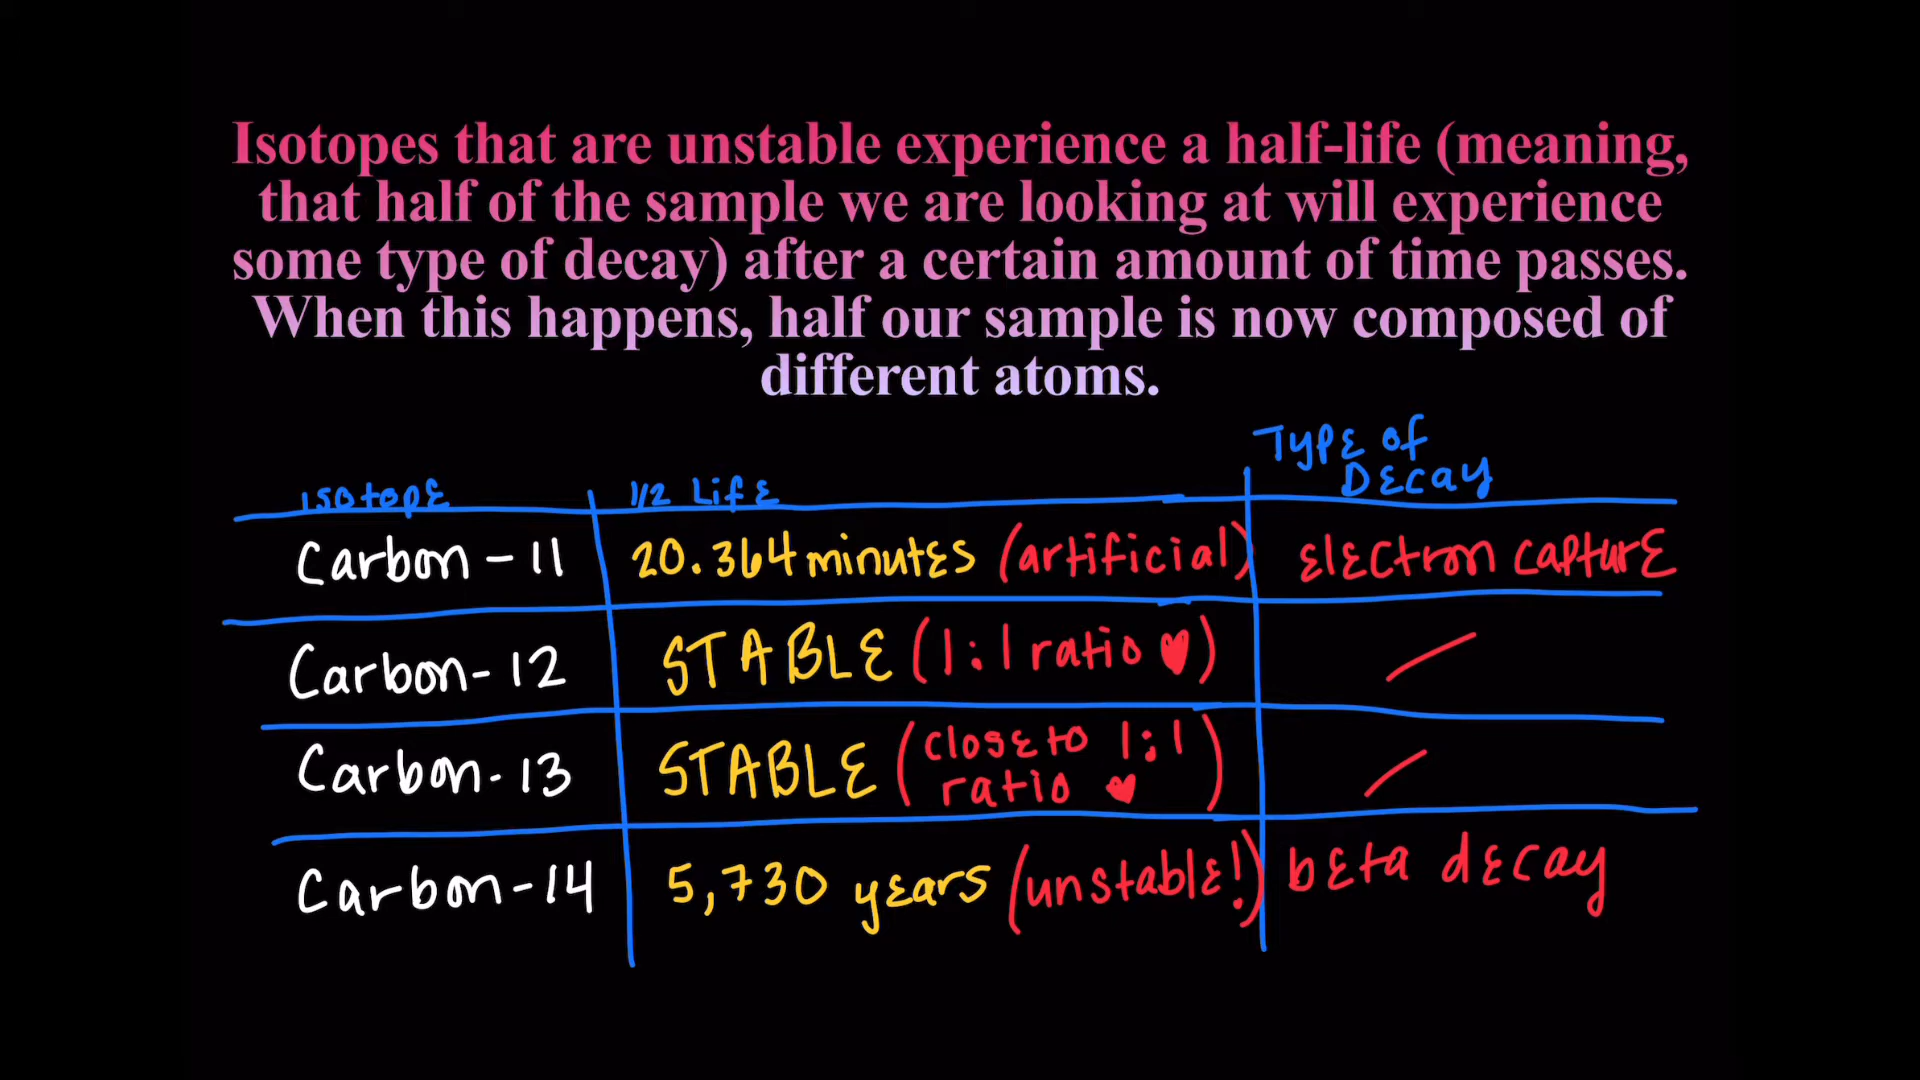 Isotopes that are unstable experience a half-life (meaning,
that half of the sample we are looking at will experience
some type of decay) after a certain amount of time passes.
When this happens, half our sample is now composed of
different atoms.
Isotope 1/2 Life Type of
Decay
Carbon-11 20.364 minutes (artificial) electron capture
Carbon-12 STABLE (1:1 ratio ♥)
Carbon-13 STABLE (close to 1:1
ratio ♥)
Carbon-14 5,730 years (unstable!) beta decay